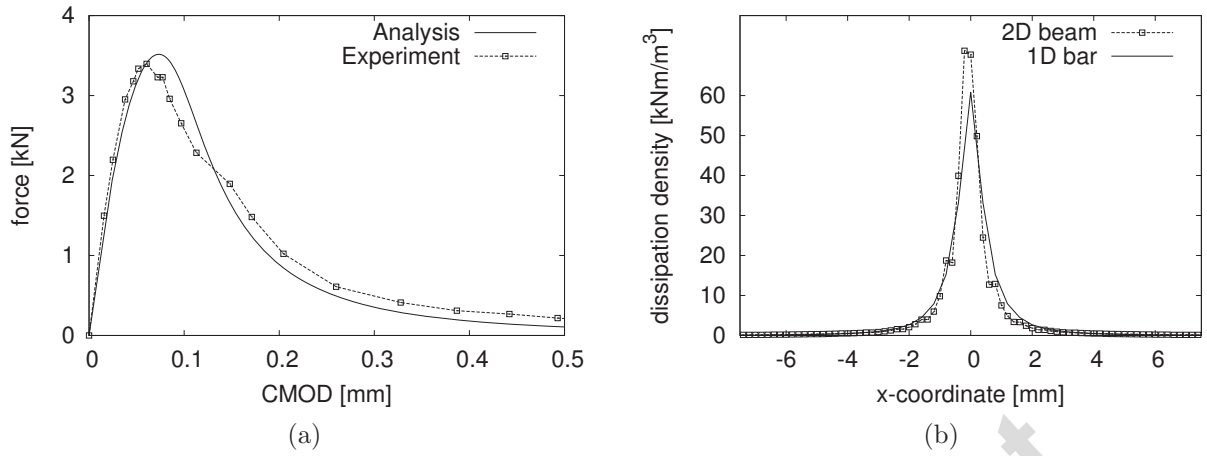 4
3
2
1
0
0
0.1
0.2
0.3
0.4
0.5
force [kN]
CMOD [mm]
Analysis
Experiment
(a)
60
50
40
30
20
10
0
-6
-4
-2
0
2
4
6
dissipation density [kNm/m³]
x-coordinate [mm]
2D beam
1D bar
(b)